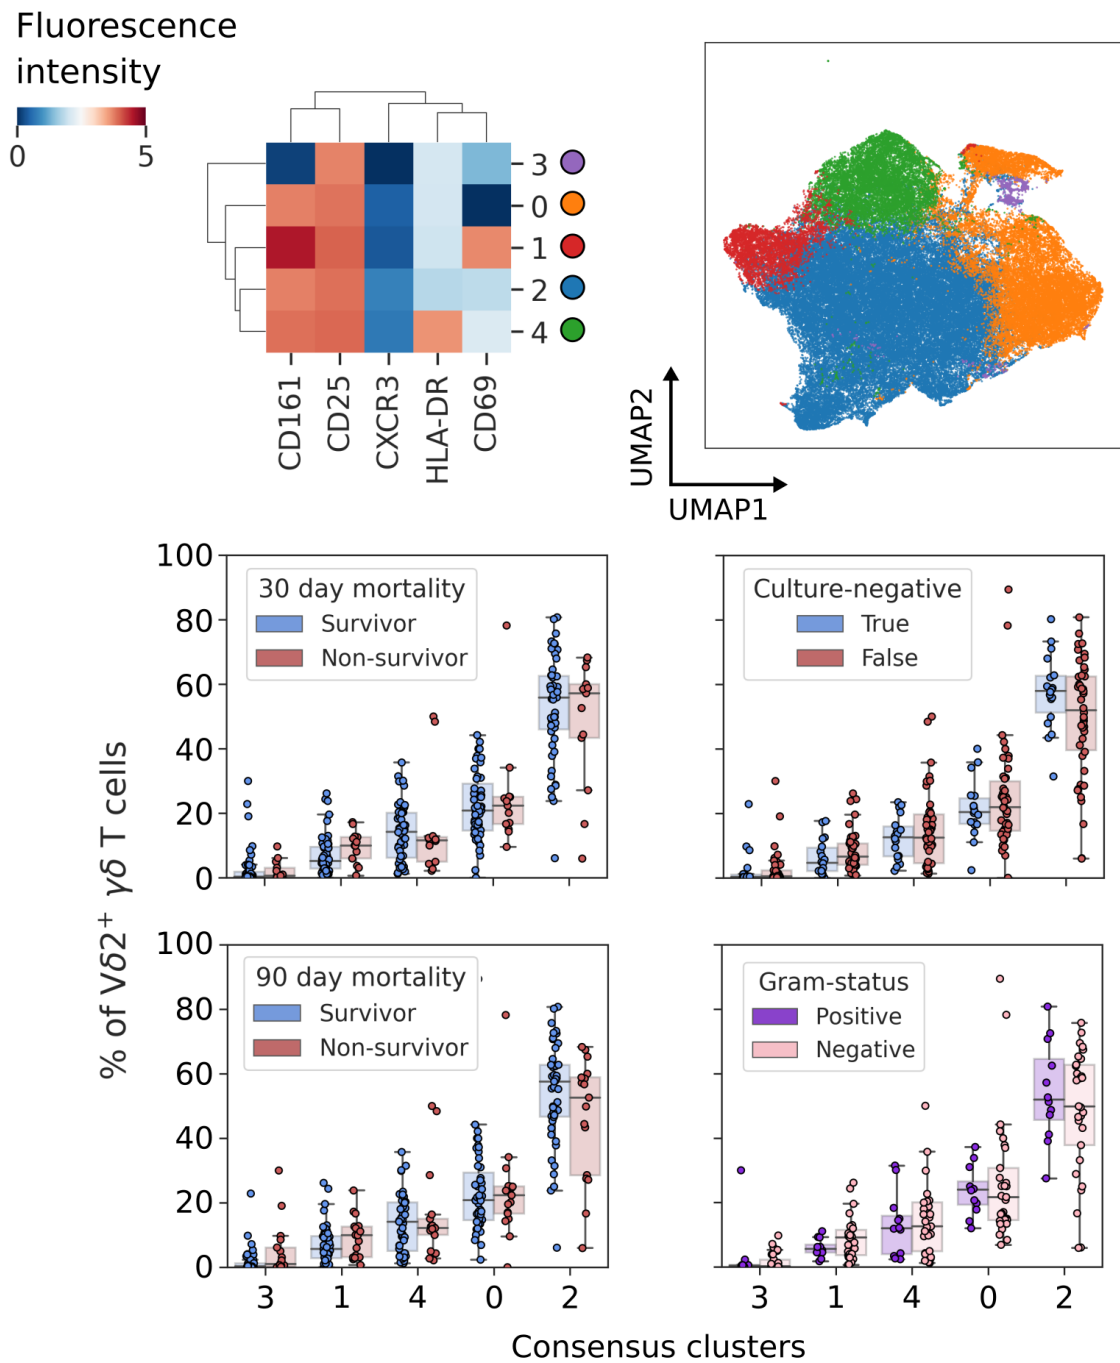 Fluorescence
intensity
0 5
3
0
1
2
4
CD161 CD25 CXCR3 HLA-DR CD69
UMAP2
UMAP1
% of Vδ2⁺ γδ T cells
100
80
60
40
20
0
30 day mortality
Survivor
Non-survivor
Culture-negative
True
False
100
80
60
40
20
0
90 day mortality
Survivor
Non-survivor
3 1 4 0 2
Gram-status
Positive
Negative
3 1 4 0 2
Consensus clusters